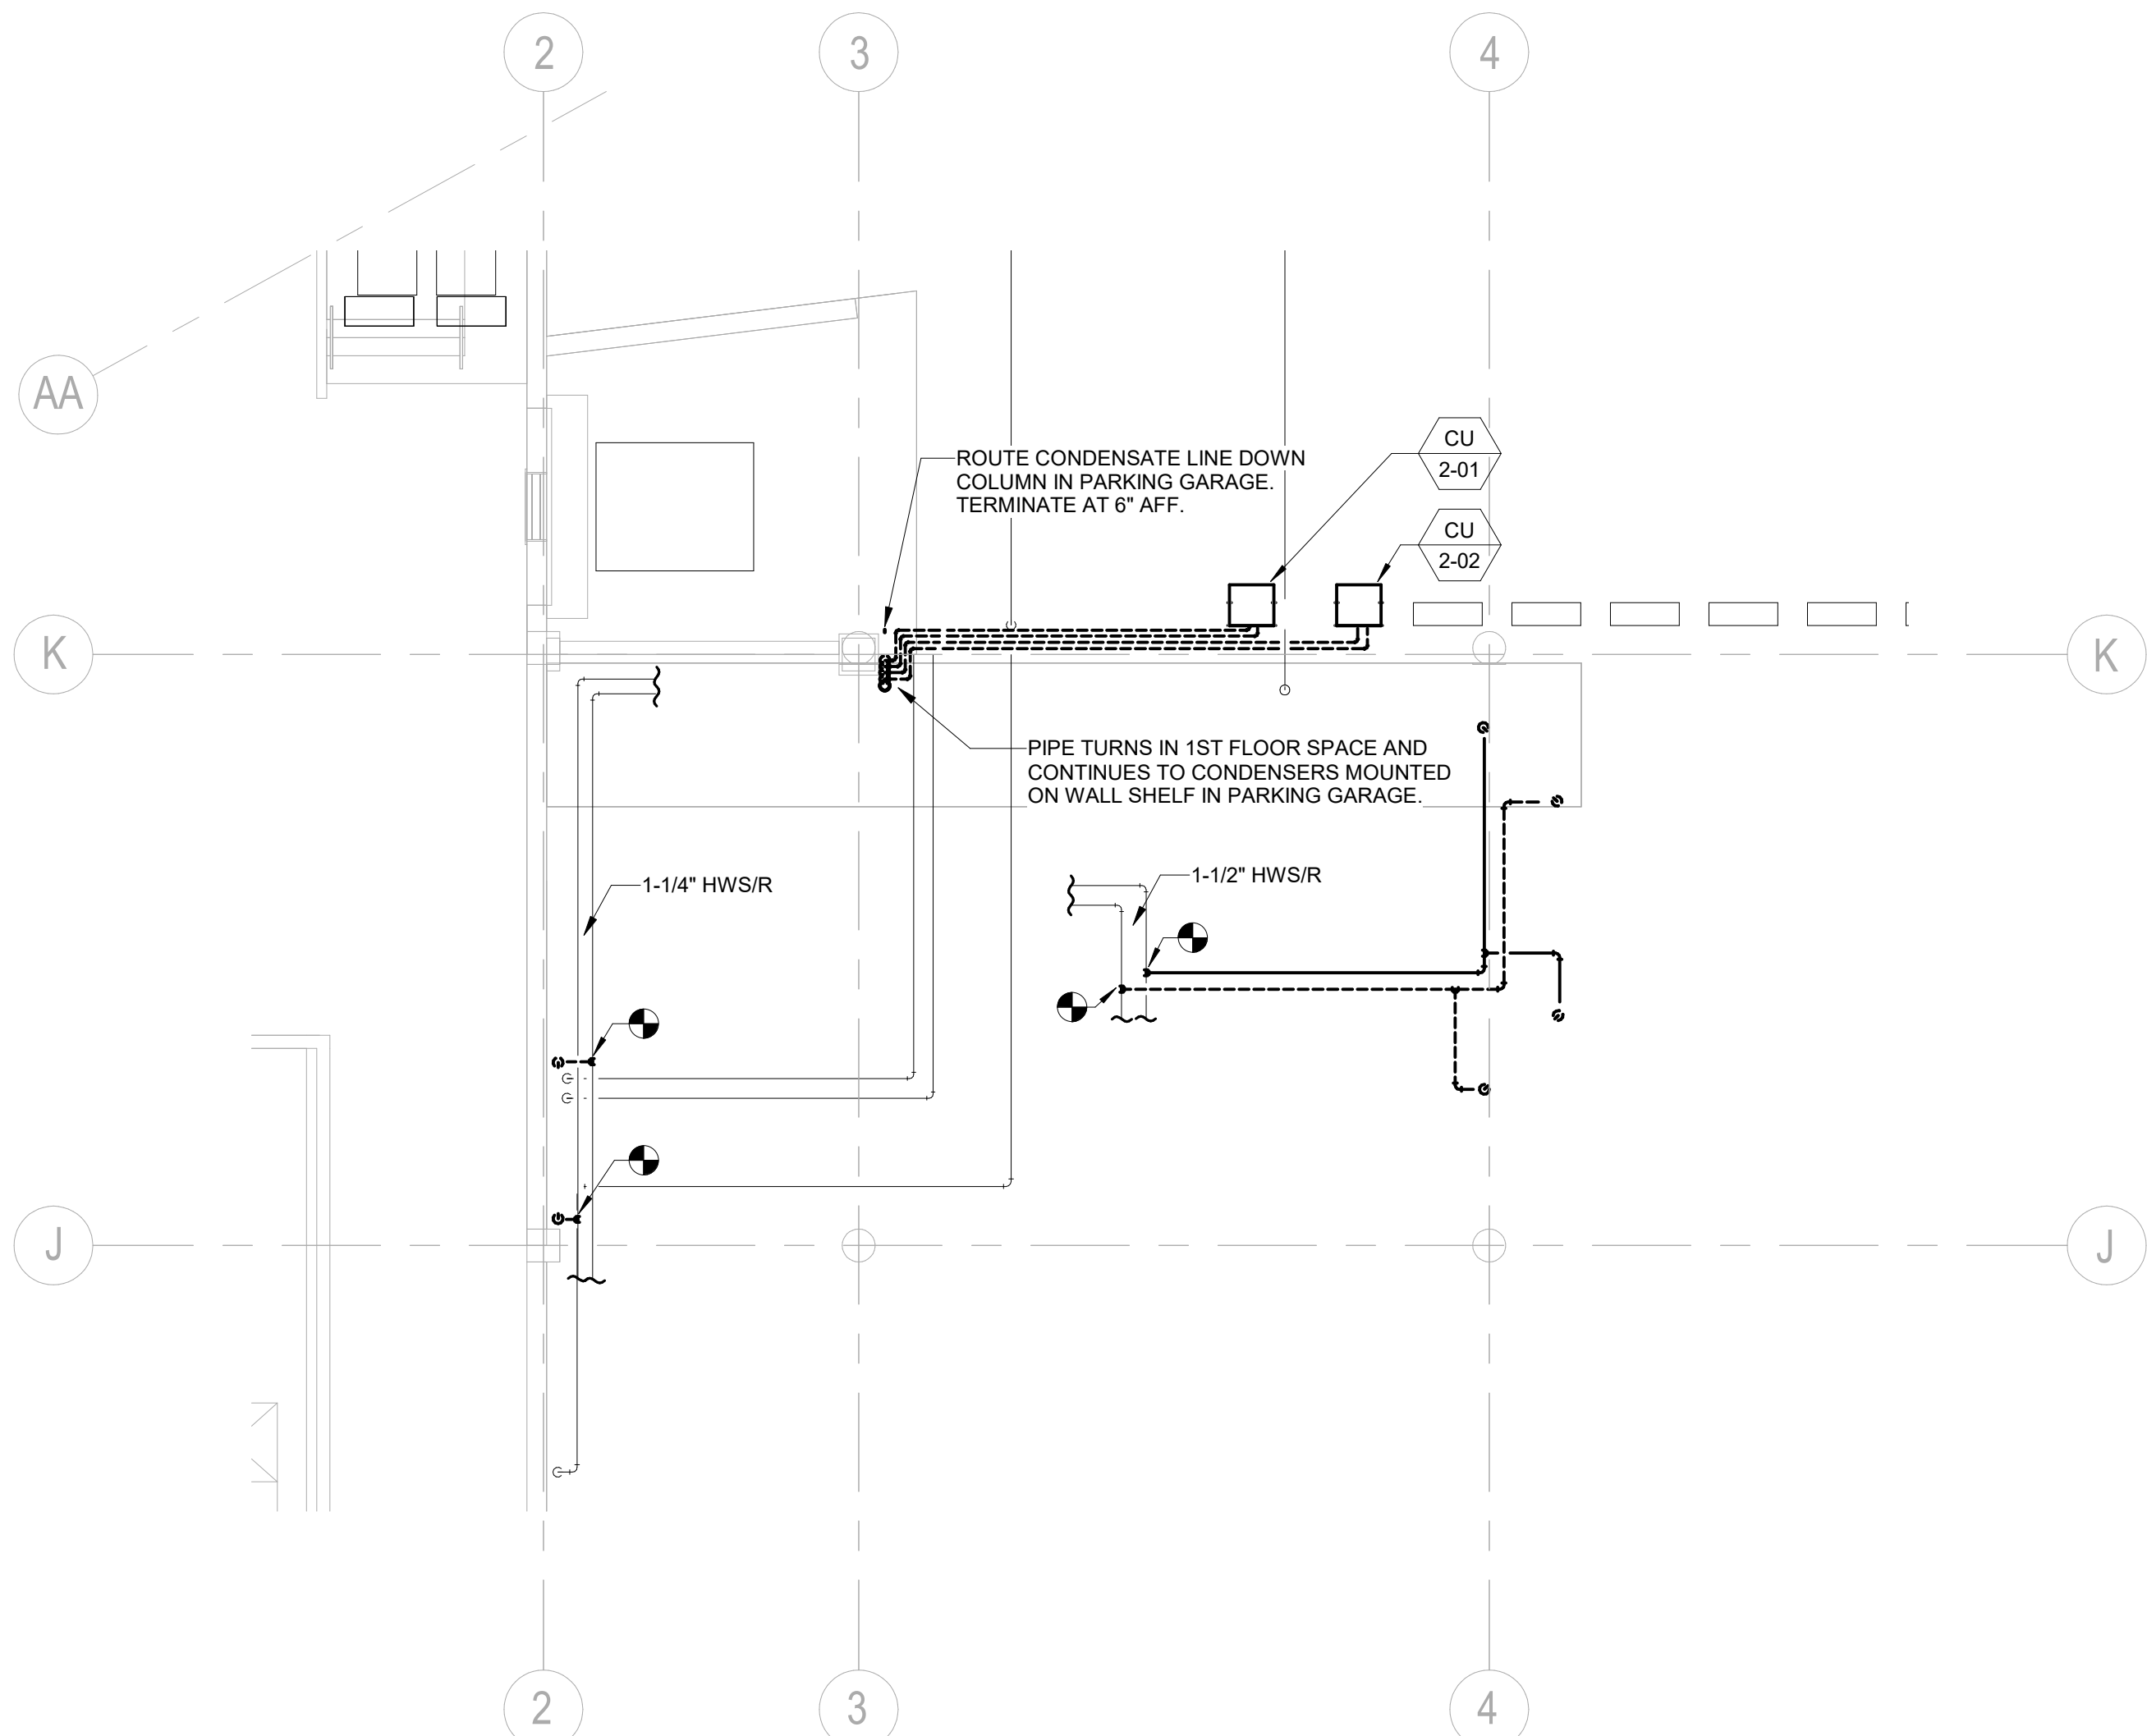 2
3
4
AA
CU
2-01
ROUTE CONDENSATE LINE DOWN
COLUMN IN PARKING GARAGE.
TERMINATE AT 6" AFF.
CU
2-02
K
K
PIPE TURNS IN 1ST FLOOR SPACE AND
CONTINUES TO CONDENSERS MOUNTED
ON WALL SHELF IN PARKING GARAGE.
1-1/4" HWS/R
1-1/2" HWS/R
J
J
2
3
4